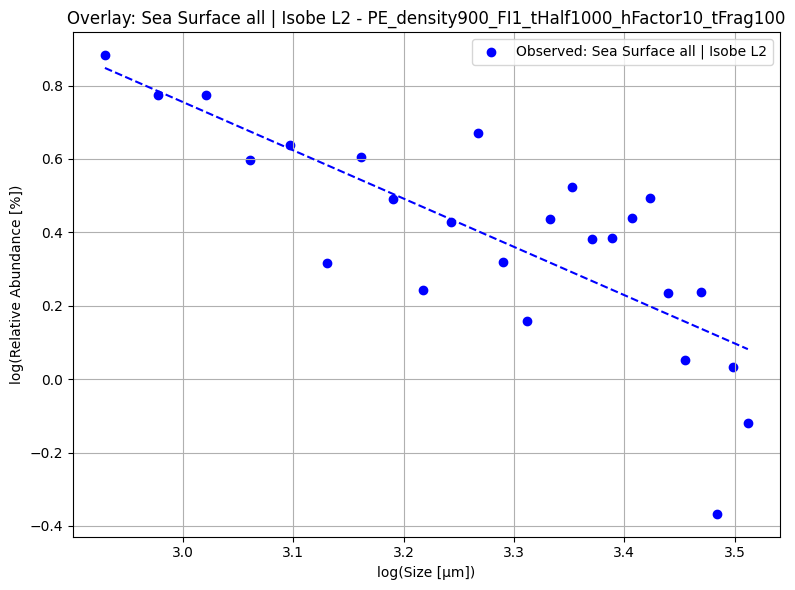 Overlay: Sea Surface all | Isobe L2 - PE_density900_FI1_tHalf1000_hFactor10_tFrag100
Observed: Sea Surface all | Isobe L2
log(Relative Abundance [%])
0.8
0.6
0.4
0.2
0.0
−0.2
−0.4
3.0 3.1 3.2 3.3 3.4 3.5
log(Size [µm])